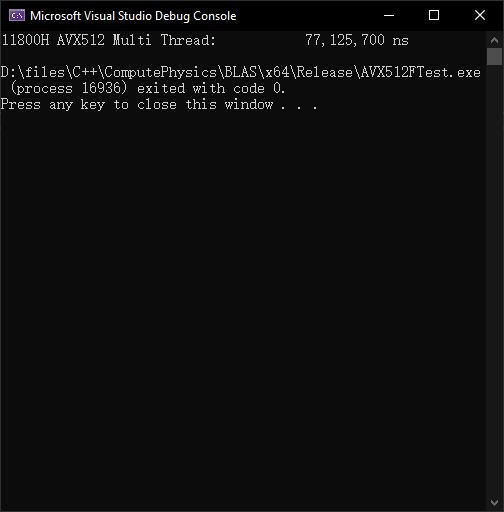 Microsoft Visual Studio Debug Console
11800H AVX512 Multi Thread:           77,125,700 ns
D:\files\C++\ComputePhysics\BLAS\x64\Release\AVX512FTest.exe
 (process 16936) exited with code 0.
Press any key to close this window . . .